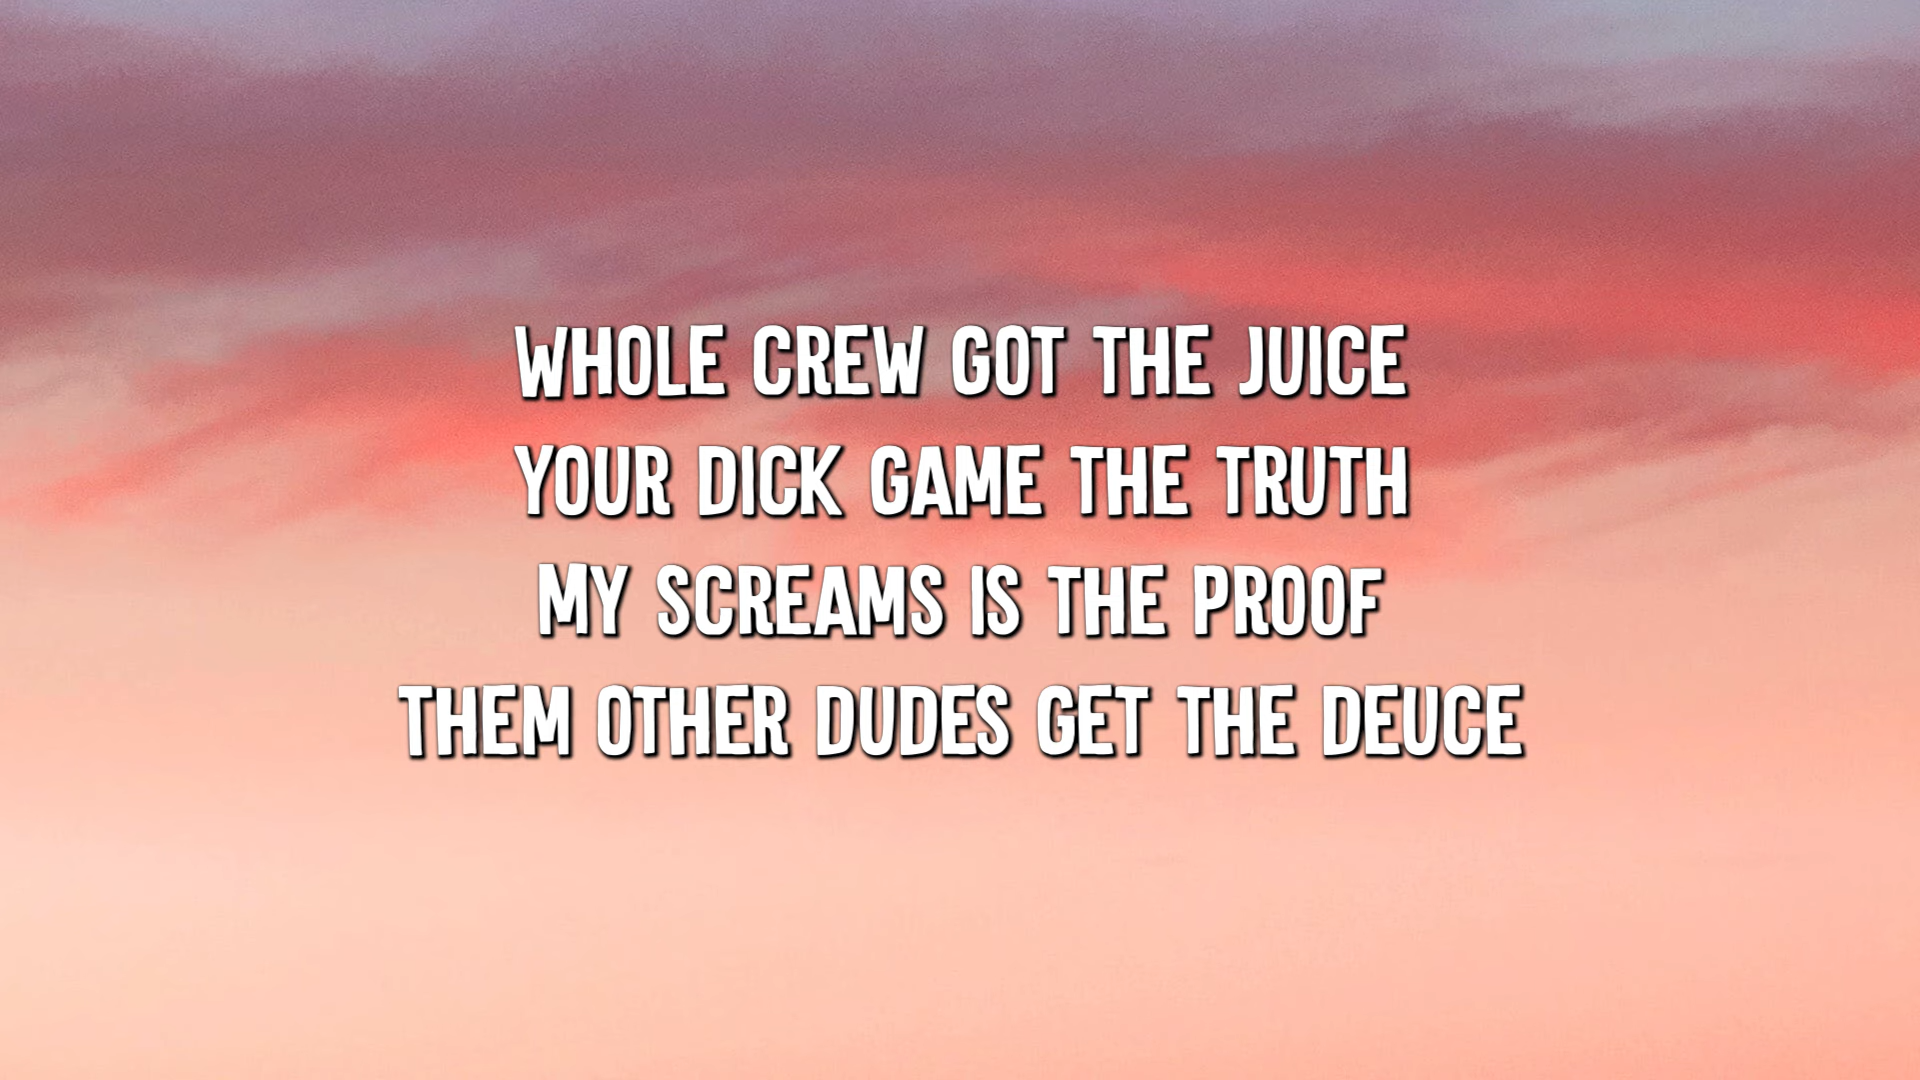 WHOLE CREW GOT THE JUICE
YOUR DICK GAME THE TRUTH
MY SCREAMS IS THE PROOF
THEM OTHER DUDES GET THE DEUCE